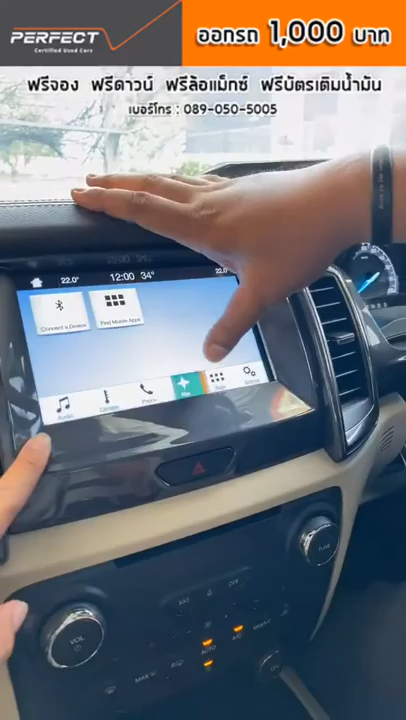 PERFECT
Certified Used Cars
ออกรถ 1,000 บาท
ฟรีจอง ฟรีดาวน์ ฟรีล้อแม็กซ์ ฟรีบัตรเติมน้ำมัน
เบอร์โทร : 089-050-5005
22.0° 12:00 34° 22.0°
Connect a Device
Find Mobile Apps
Audio Climate Phone Nav Apps Settings
VOL
TUNE
AUTO
MAX